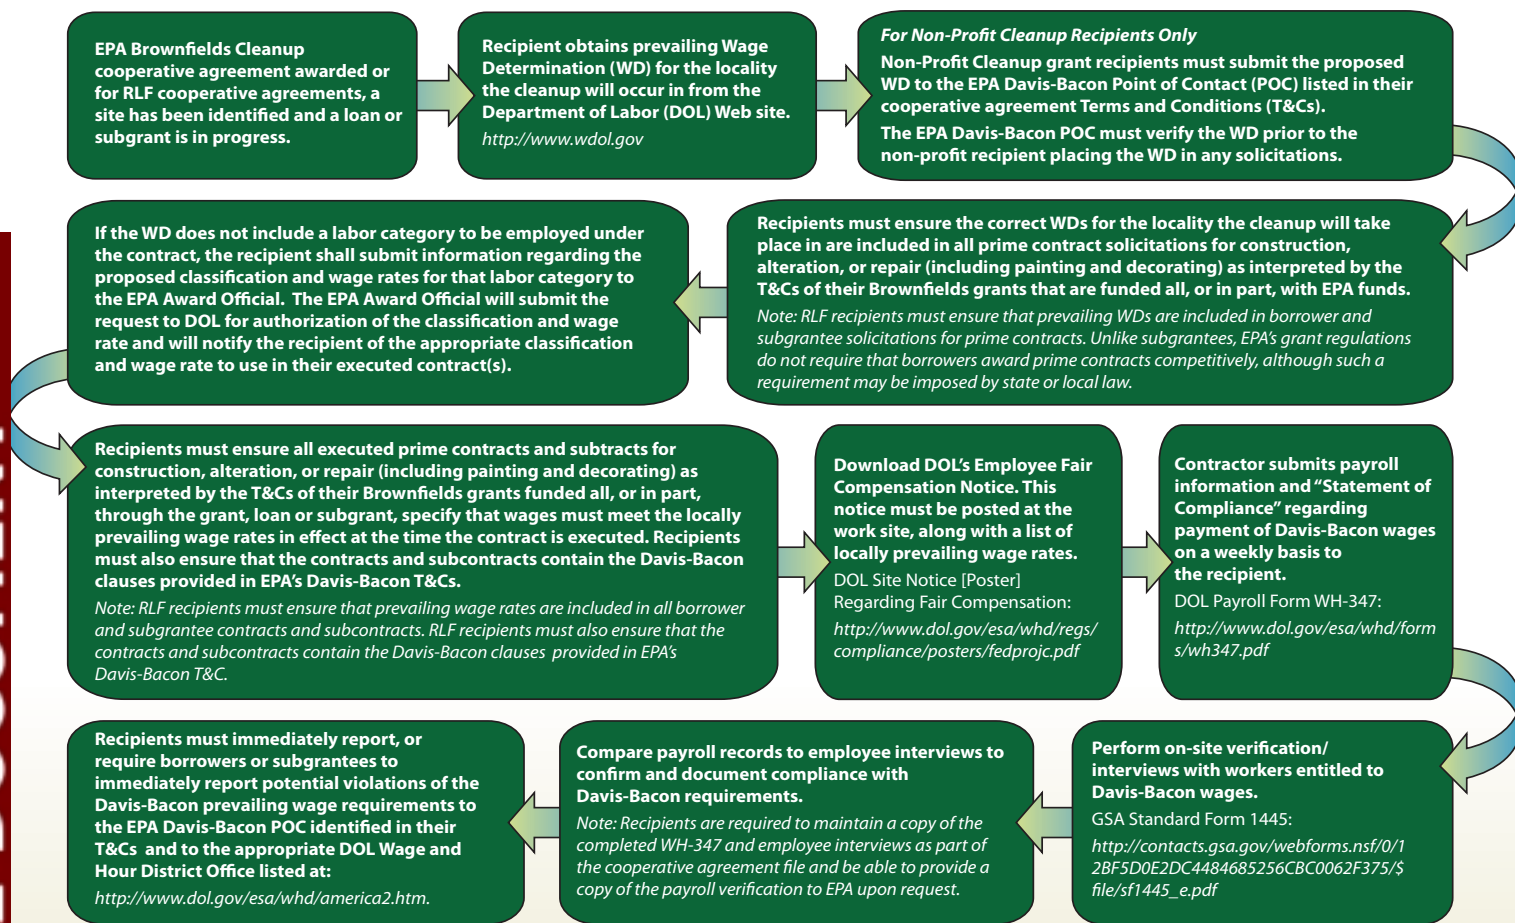 EPA Brownfields Cleanup
cooperative agreement awarded or
for RLF cooperative agreements, a
site has been identified and a loan or
subgrant is in progress.
Recipient obtains prevailing Wage
Determination (WD) for the locality
the cleanup will occur in from the
Department of Labor (DOL) Web site.
http://www.wdol.gov
For Non-Profit Cleanup Recipients Only
Non-Profit Cleanup grant recipients must submit the proposed
WD to the EPA Davis-Bacon Point of Contact (POC) listed in their
cooperative agreement Terms and Conditions (T&Cs).
The EPA Davis-Bacon POC must verify the WD prior to the
non-profit recipient placing the WD in any solicitations.
Recipients must ensure the correct WDs for the locality the cleanup will take
place in are included in all prime contract solicitations for construction,
alteration, or repair (including painting and decorating) as interpreted by the
T&Cs of their Brownfields grants that are funded all, or in part, with EPA funds.
Note: RLF recipients must ensure that prevailing WDs are included in borrower and
subgrantee solicitations for prime contracts. Unlike subgrantees, EPA's grant regulations
do not require that borrowers award prime contracts competitively, although such a
requirement may be imposed by state or local law.
If the WD does not include a labor category to be employed under
the contract, the recipient shall submit information regarding the
proposed classification and wage rates for that labor category to
the EPA Award Official. The EPA Award Official will submit the
request to DOL for authorization of the classification and wage
rate and will notify the recipient of the appropriate classification
and wage rate to use in their executed contract(s).
Recipients must ensure all executed prime contracts and subtracts for
construction, alteration, or repair (including painting and decorating) as
interpreted by the T&Cs of their Brownfields grants funded all, or in part,
through the grant, loan or subgrant, specify that wages must meet the locally
prevailing wage rates in effect at the time the contract is executed. Recipients
must also ensure that the contracts and subcontracts contain the Davis-Bacon
clauses provided in EPA's Davis-Bacon T&Cs.
Note: RLF recipients must ensure that prevailing wage rates are included in all borrower
and subgrantee contracts and subcontracts. RLF recipients must also ensure that the
contracts and subcontracts contain the Davis-Bacon clauses provided in EPA's
Davis-Bacon T&C.
Download DOL's Employee Fair
Compensation Notice. This
notice must be posted at the
work site, along with a list of
locally prevailing wage rates.
DOL Site Notice [Poster]
Regarding Fair Compensation:
http://www.dol.gov/esa/whd/regs/
compliance/posters/fedprojc.pdf
Contractor submits payroll
information and "Statement of
Compliance" regarding
payment of Davis-Bacon wages
on a weekly basis to
the recipient.
DOL Payroll Form WH-347:
http://www.dol.gov/esa/whd/form
s/wh347.pdf
Perform on-site verification/
interviews with workers entitled to
Davis-Bacon wages.
GSA Standard Form 1445:
http://contacts.gsa.gov/webforms.nsf/0/1
2BF5D0E2DC4484685256CBC0062F375/$
file/sf1445_e.pdf
Compare payroll records to employee interviews to
confirm and document compliance with
Davis-Bacon requirements.
Note: Recipients are required to maintain a copy of the
completed WH-347 and employee interviews as part of
the cooperative agreement file and be able to provide a
copy of the payroll verification to EPA upon request.
Recipients must immediately report, or
require borrowers or subgrantees to
immediately report potential violations of the
Davis-Bacon prevailing wage requirements to
the EPA Davis-Bacon POC identified in their
T&Cs and to the appropriate DOL Wage and
Hour District Office listed at:
http://www.dol.gov/esa/whd/america2.htm.